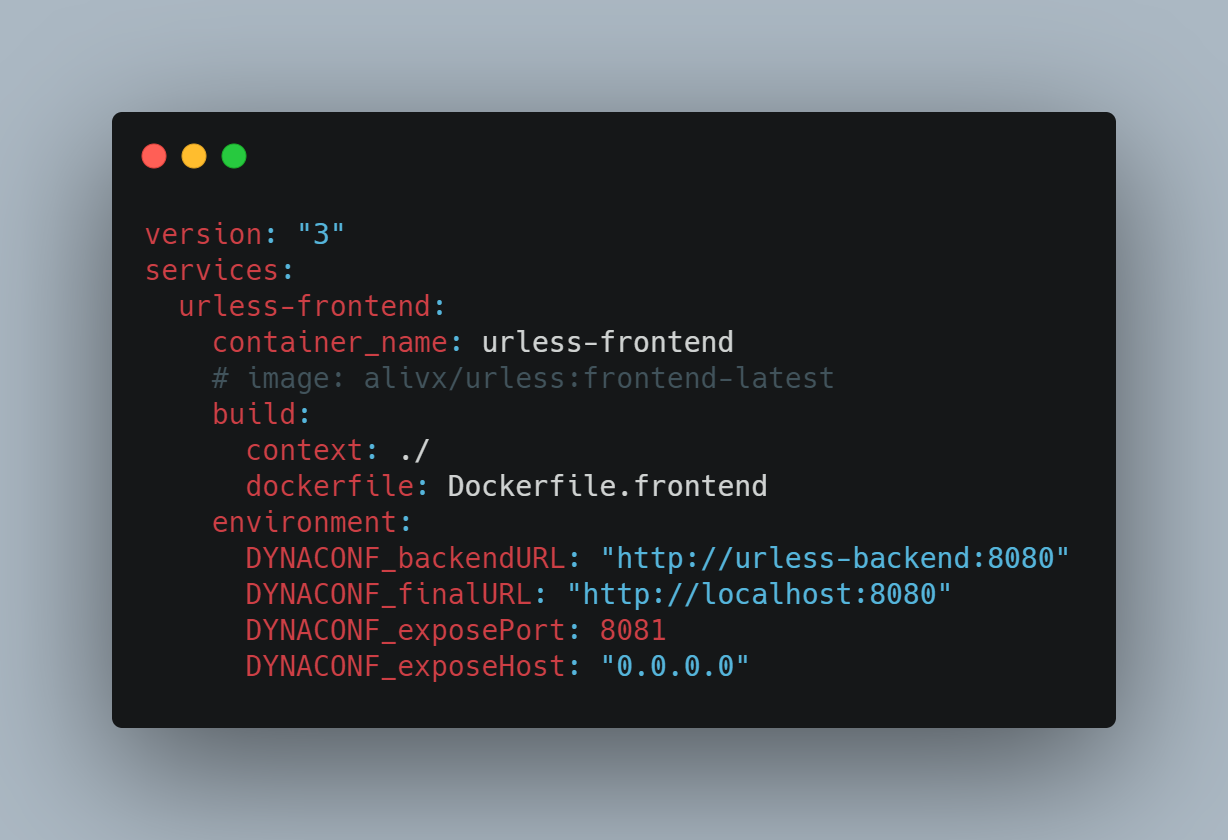 version: "3"
services:
  urless-frontend:
    container_name: urless-frontend
    # image: alivx/urless:frontend-latest
    build:
      context: ./
      dockerfile: Dockerfile.frontend
    environment:
      DYNACONF_backendURL: "http://urless-backend:8080"
      DYNACONF_finalURL: "http://localhost:8080"
      DYNACONF_exposePort: 8081
      DYNACONF_exposeHost: "0.0.0.0"